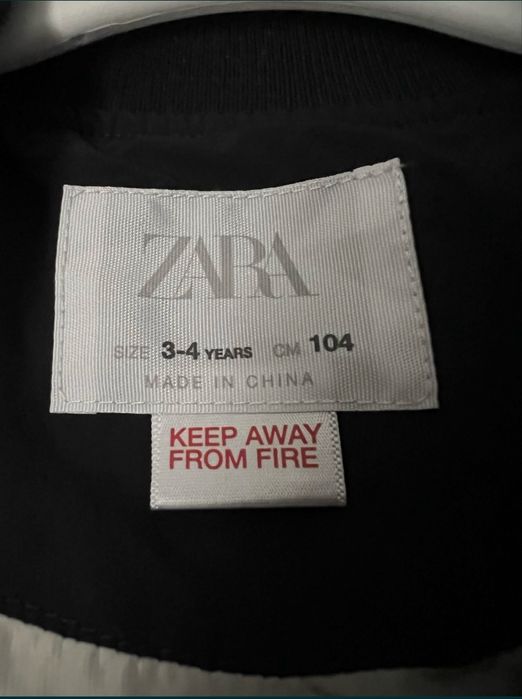 ZARA
SIZE 3-4 YEARS CM 104
MADE IN CHINA
KEEP AWAY
FROM FIRE